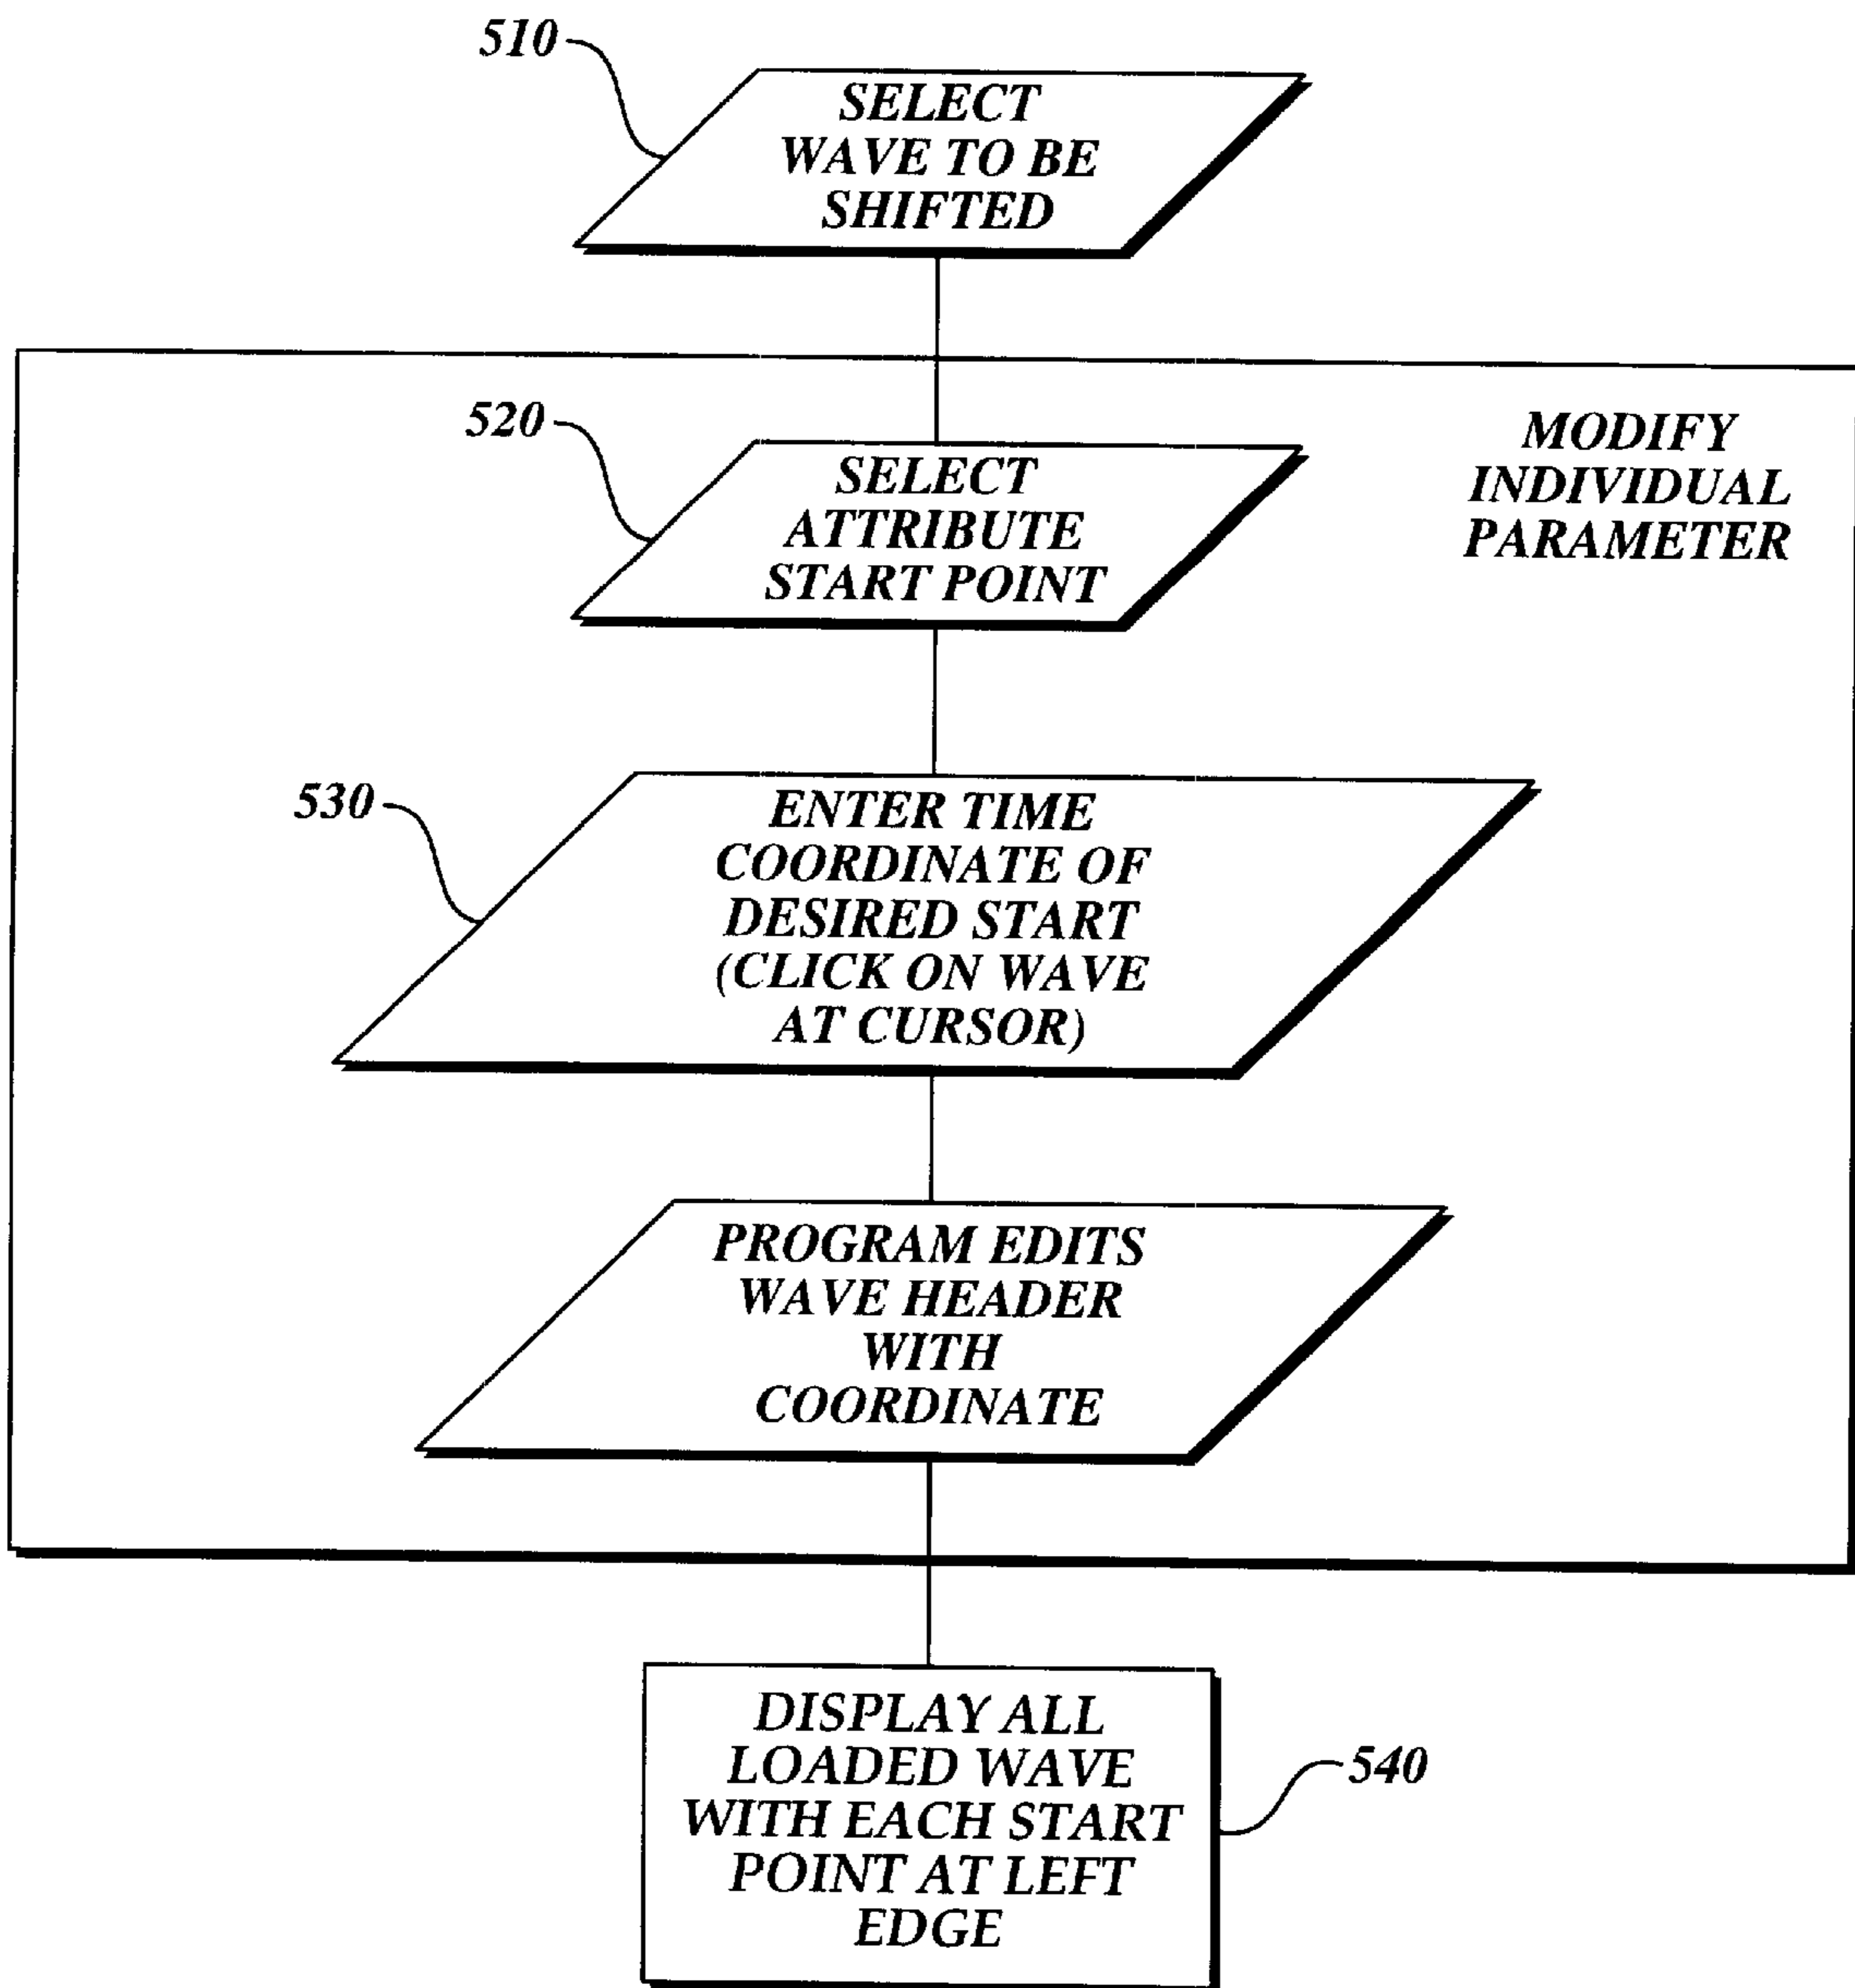 510
SELECT
WAVE TO BE
SHIFTED
520
SELECT
ATTRIBUTE
START POINT
MODIFY
INDIVIDUAL
PARAMETER
530
ENTER TIME
COORDINATE OF
DESIRED START
(CLICK ON WAVE
AT CURSOR)
PROGRAM EDITS
WAVE HEADER
WITH
COORDINATE
DISPLAY ALL
LOADED WAVE
WITH EACH START
POINT AT LEFT
EDGE
540